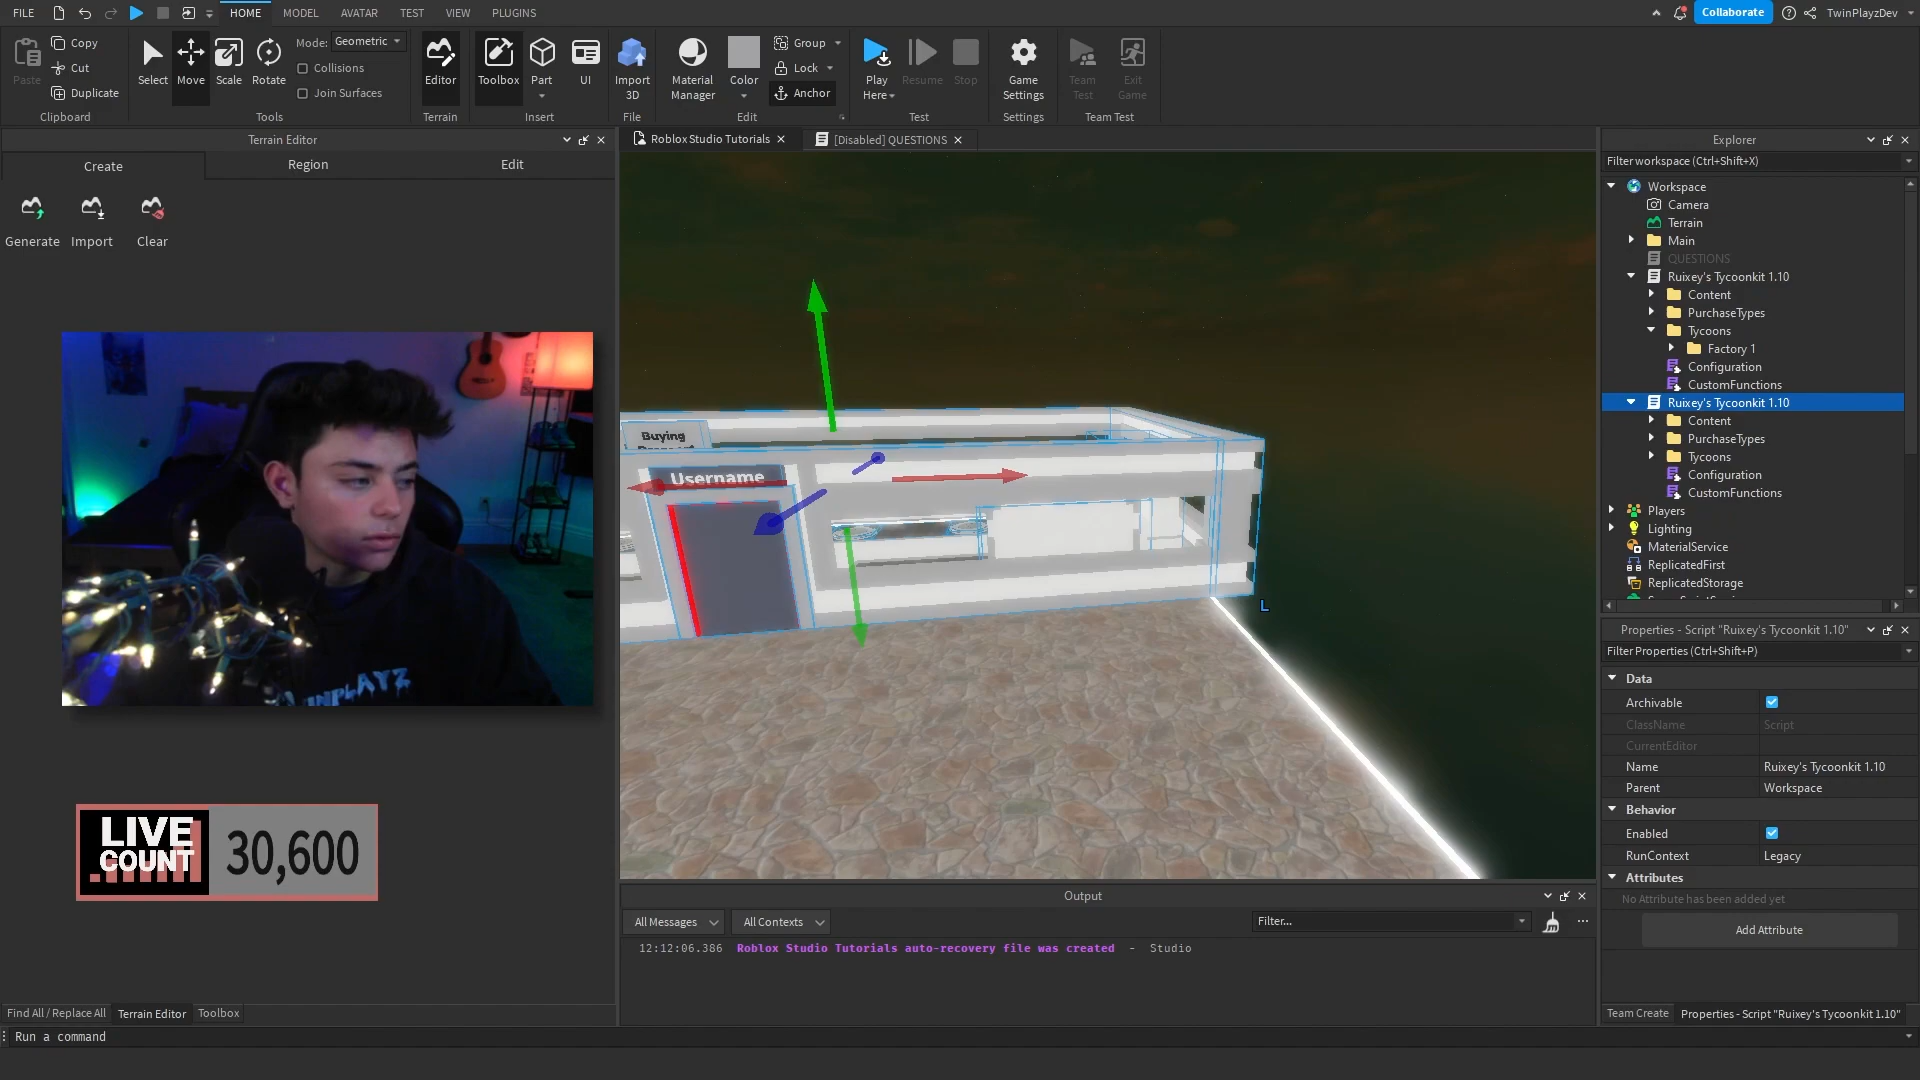 FILE HOME MODEL AVATAR TEST VIEW PLUGINS Collaborate TwinPlayzDev
Paste Copy Cut Duplicate Clipboard
Select Move Scale Rotate Mode: Geometric Collisions Join Surfaces Tools
Editor Terrain
Toolbox Part UI Insert
Import 3D File
Material Manager Color Group Lock Anchor Edit
Play Here Resume Stop Test
Game Settings Settings
Team Test Exit Game Team Test
Terrain Editor
Create Region Edit
Generate Import Clear
LIVE COUNT 30,600
Find All / Replace All Terrain Editor Toolbox
Run a command
Roblox Studio Tutorials [Disabled] QUESTIONS
Buying
Username
L
Output
All Messages All Contexts Filter...
12:12:06.386 Roblox Studio Tutorials auto-recovery file was created - Studio
Explorer
Filter workspace (Ctrl+Shift+X)
Workspace
Camera
Terrain
Main
QUESTIONS
Ruixey's Tycoonkit 1.10
Content
PurchaseTypes
Tycoons
Factory 1
Configuration
CustomFunctions
Ruixey's Tycoonkit 1.10
Content
PurchaseTypes
Tycoons
Configuration
CustomFunctions
Players
Lighting
MaterialService
ReplicatedFirst
ReplicatedStorage
Properties - Script "Ruixey's Tycoonkit 1.10"
Filter Properties (Ctrl+Shift+P)
Data
Archivable
ClassName Script
CurrentEditor
Name Ruixey's Tycoonkit 1.10
Parent Workspace
Behavior
Enabled
RunContext Legacy
Attributes
No Attribute has been added yet
Add Attribute
Team Create Properties - Script "Ruixey's Tycoonkit 1.10"